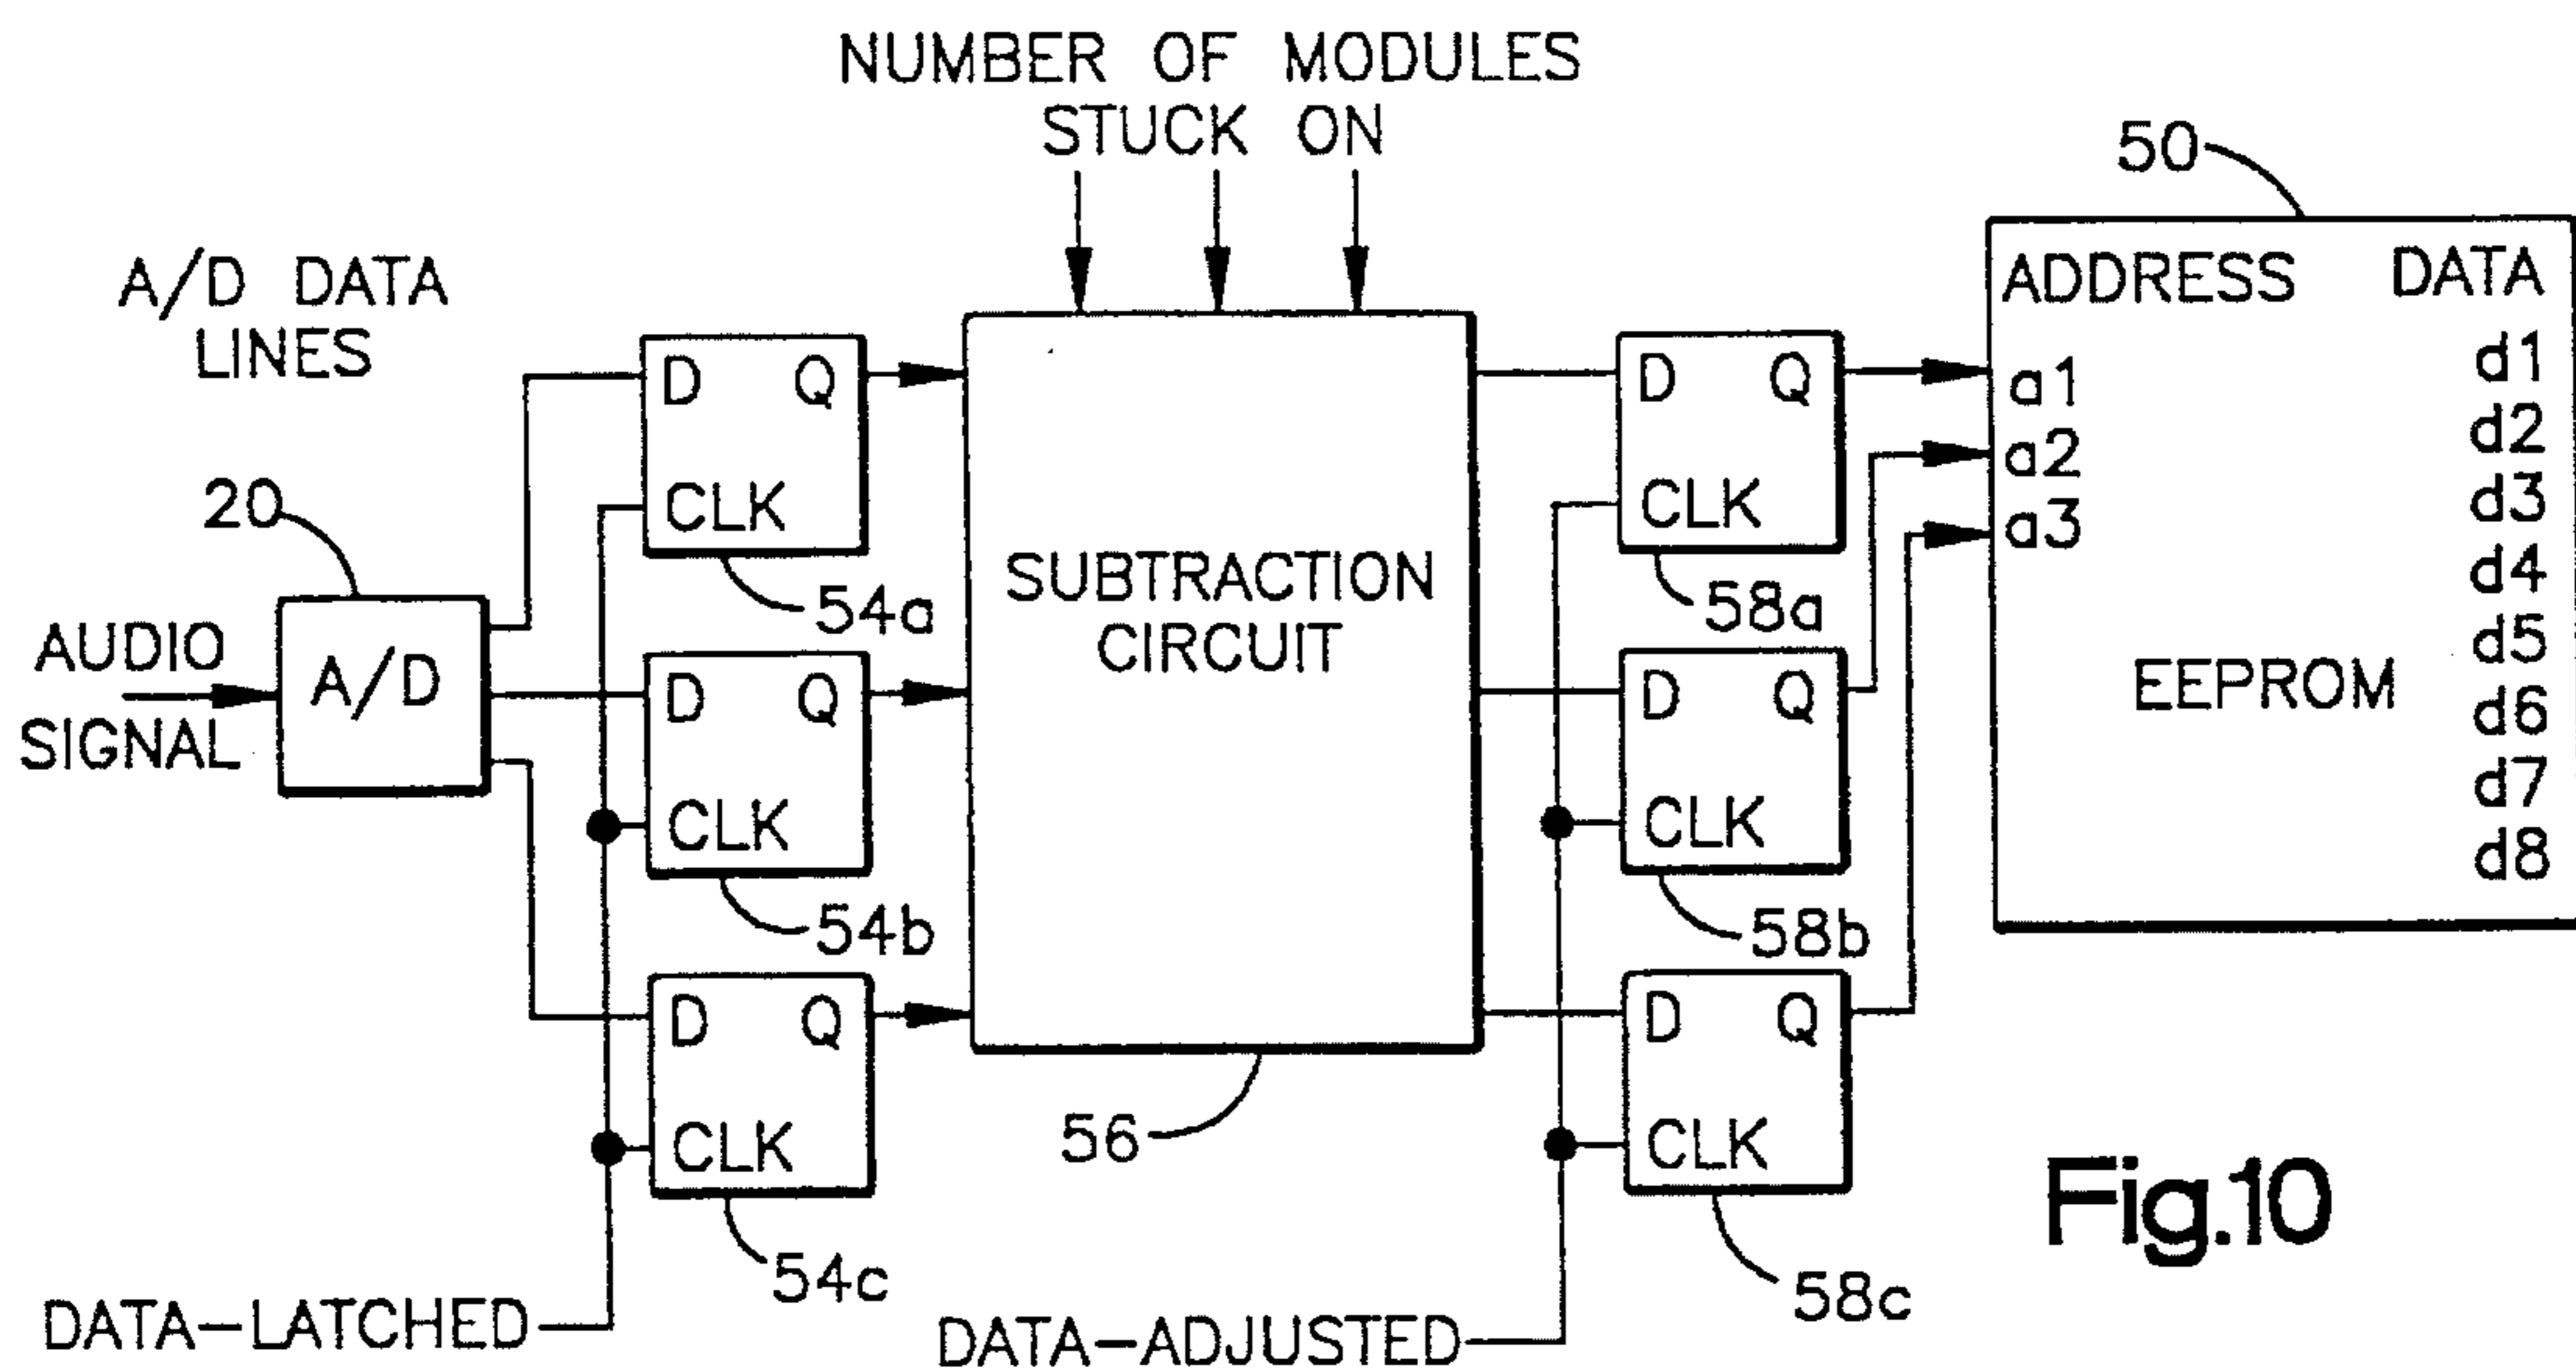 NUMBER OF MODULES
STUCK ON
A/D DATA
LINES
50
ADDRESS DATA
a1
a2
a3
d1
d2
d3
d4
d5
d6
d7
d8
EEPROM
20
AUDIO
SIGNAL
A/D
D Q
CLK
54a
D Q
CLK
54b
D Q
CLK
54c
SUBTRACTION
CIRCUIT
56
D Q
CLK
58a
D Q
CLK
58b
D Q
CLK
58c
DATA-LATCHED
DATA-ADJUSTED
Fig.10